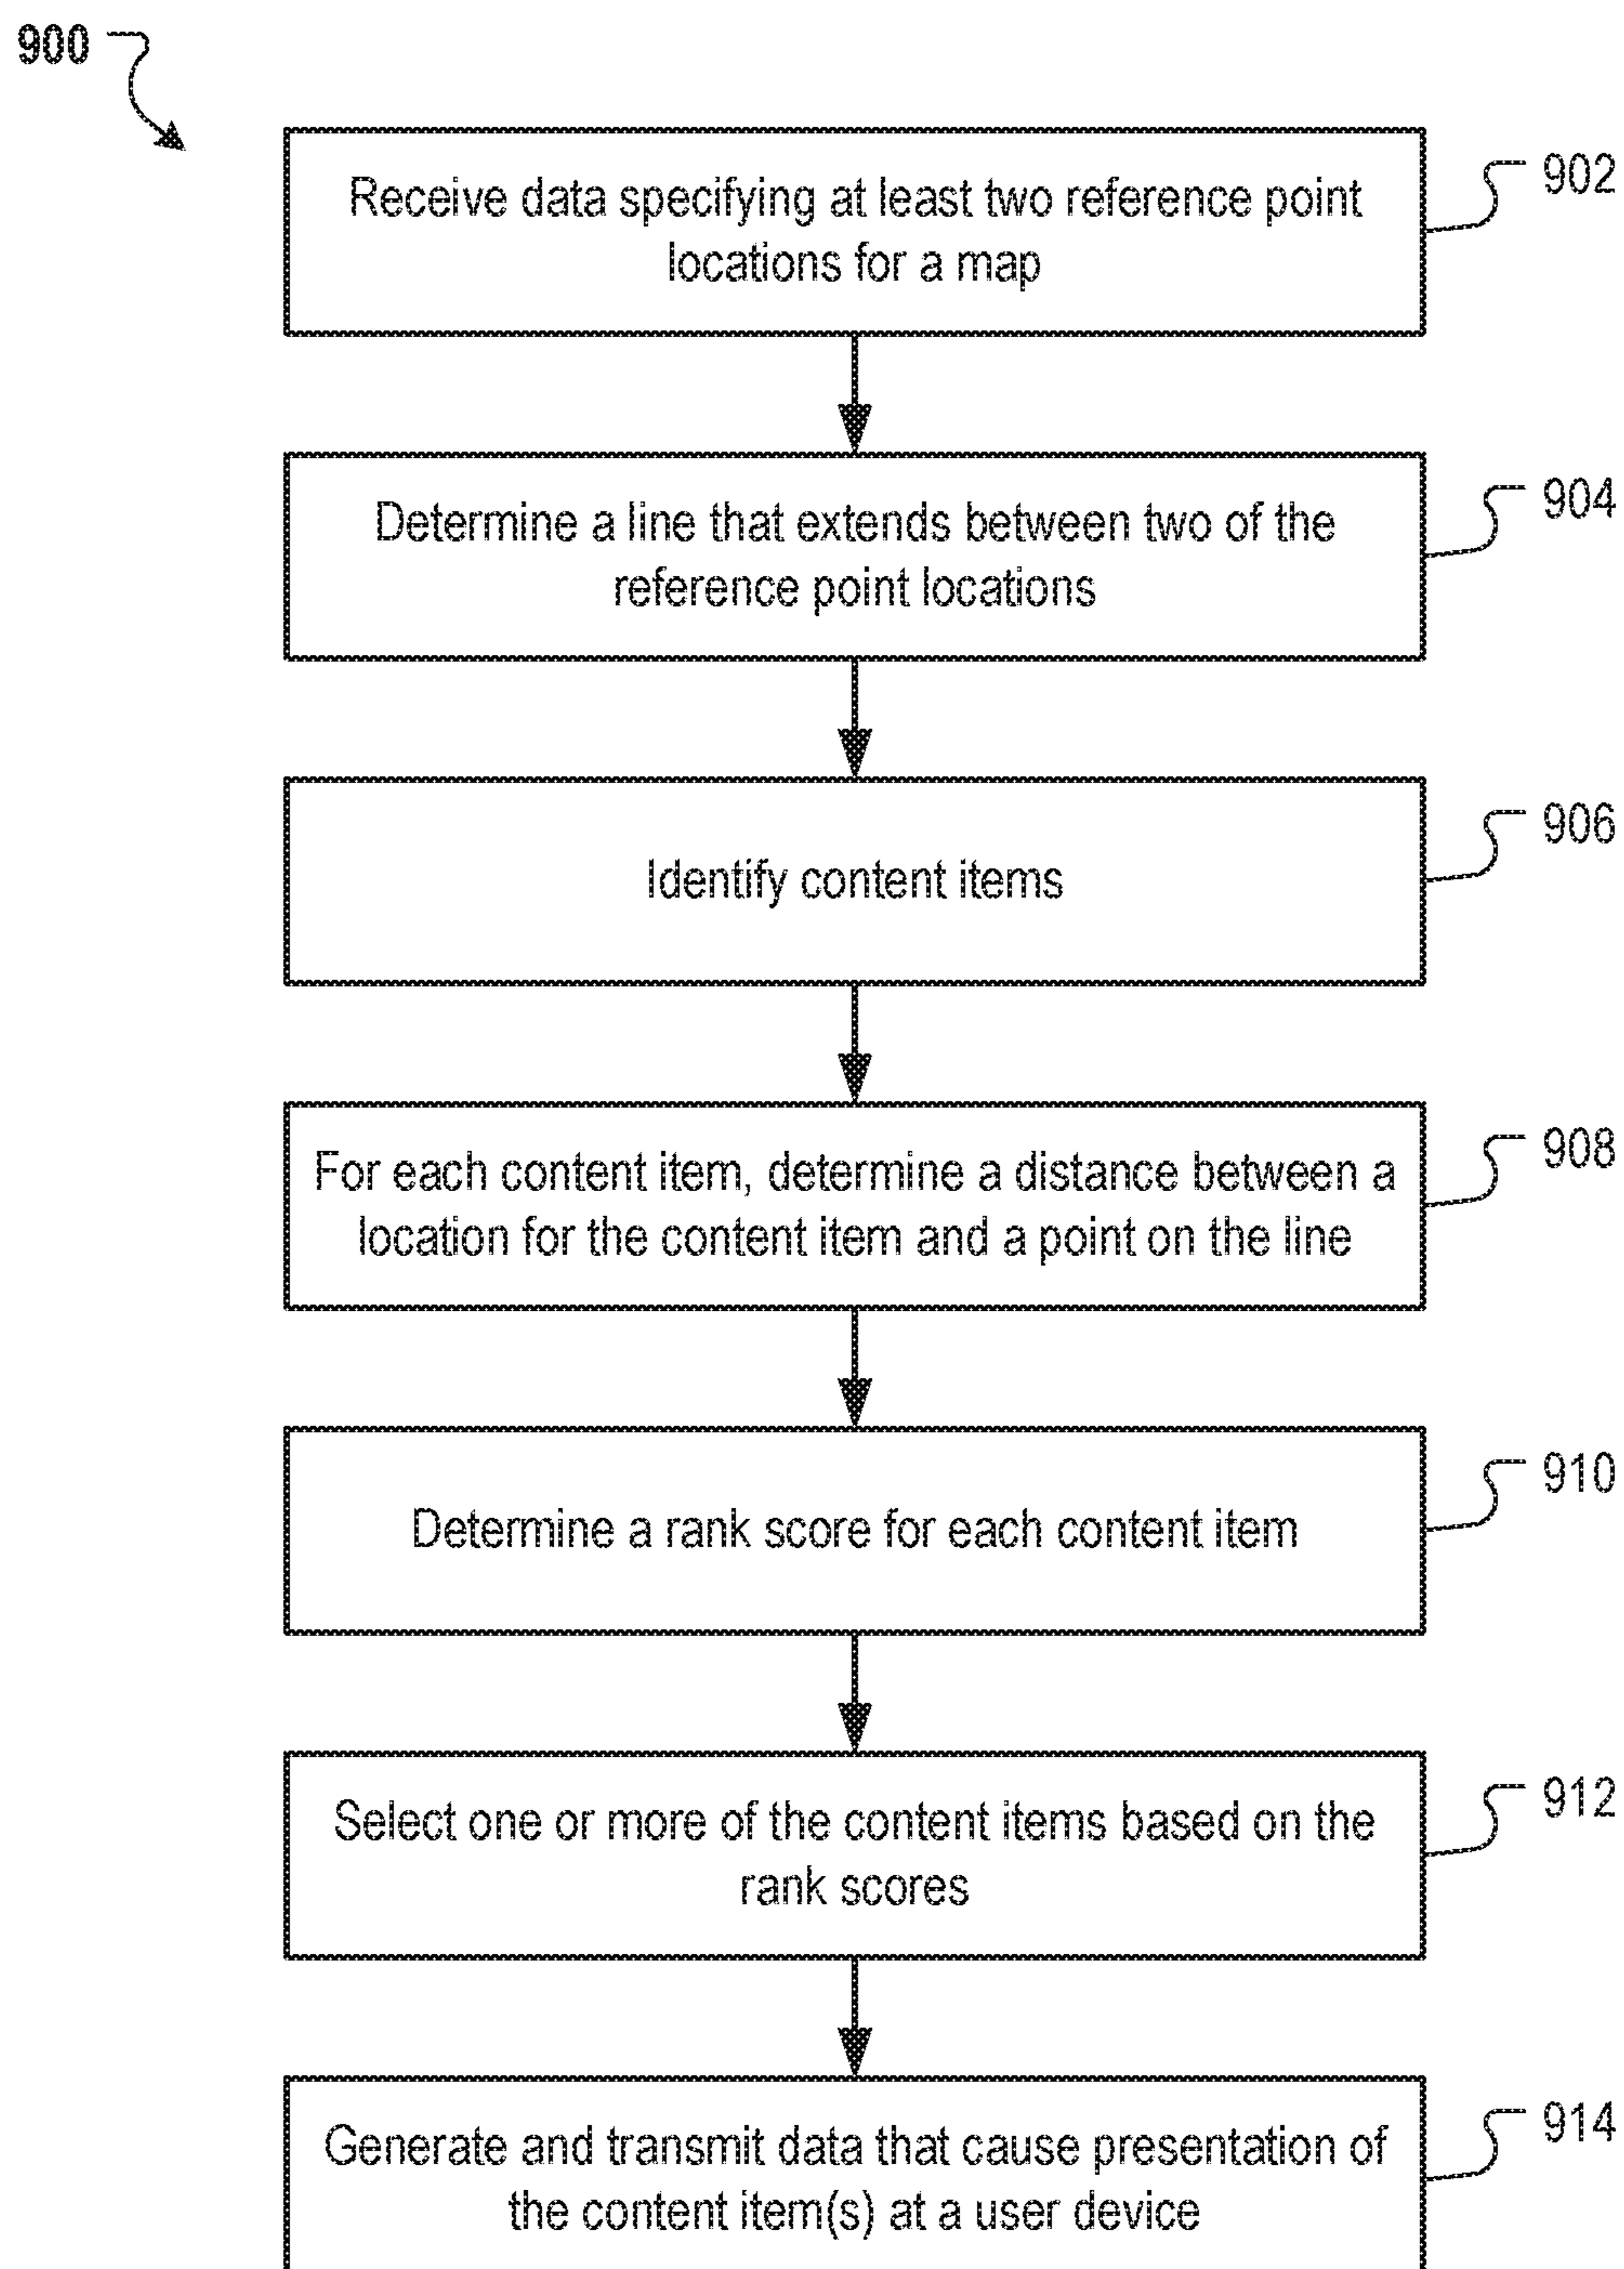 900
Receive data specifying at least two reference point
locations for a map
902
Determine a line that extends between two of the
reference point locations
904
Identify content items
906
For each content item, determine a distance between a
location for the content item and a point on the line
908
Determine a rank score for each content item
910
Select one or more of the content items based on the
rank scores
912
Generate and transmit data that cause presentation of
the content item(s) at a user device
914